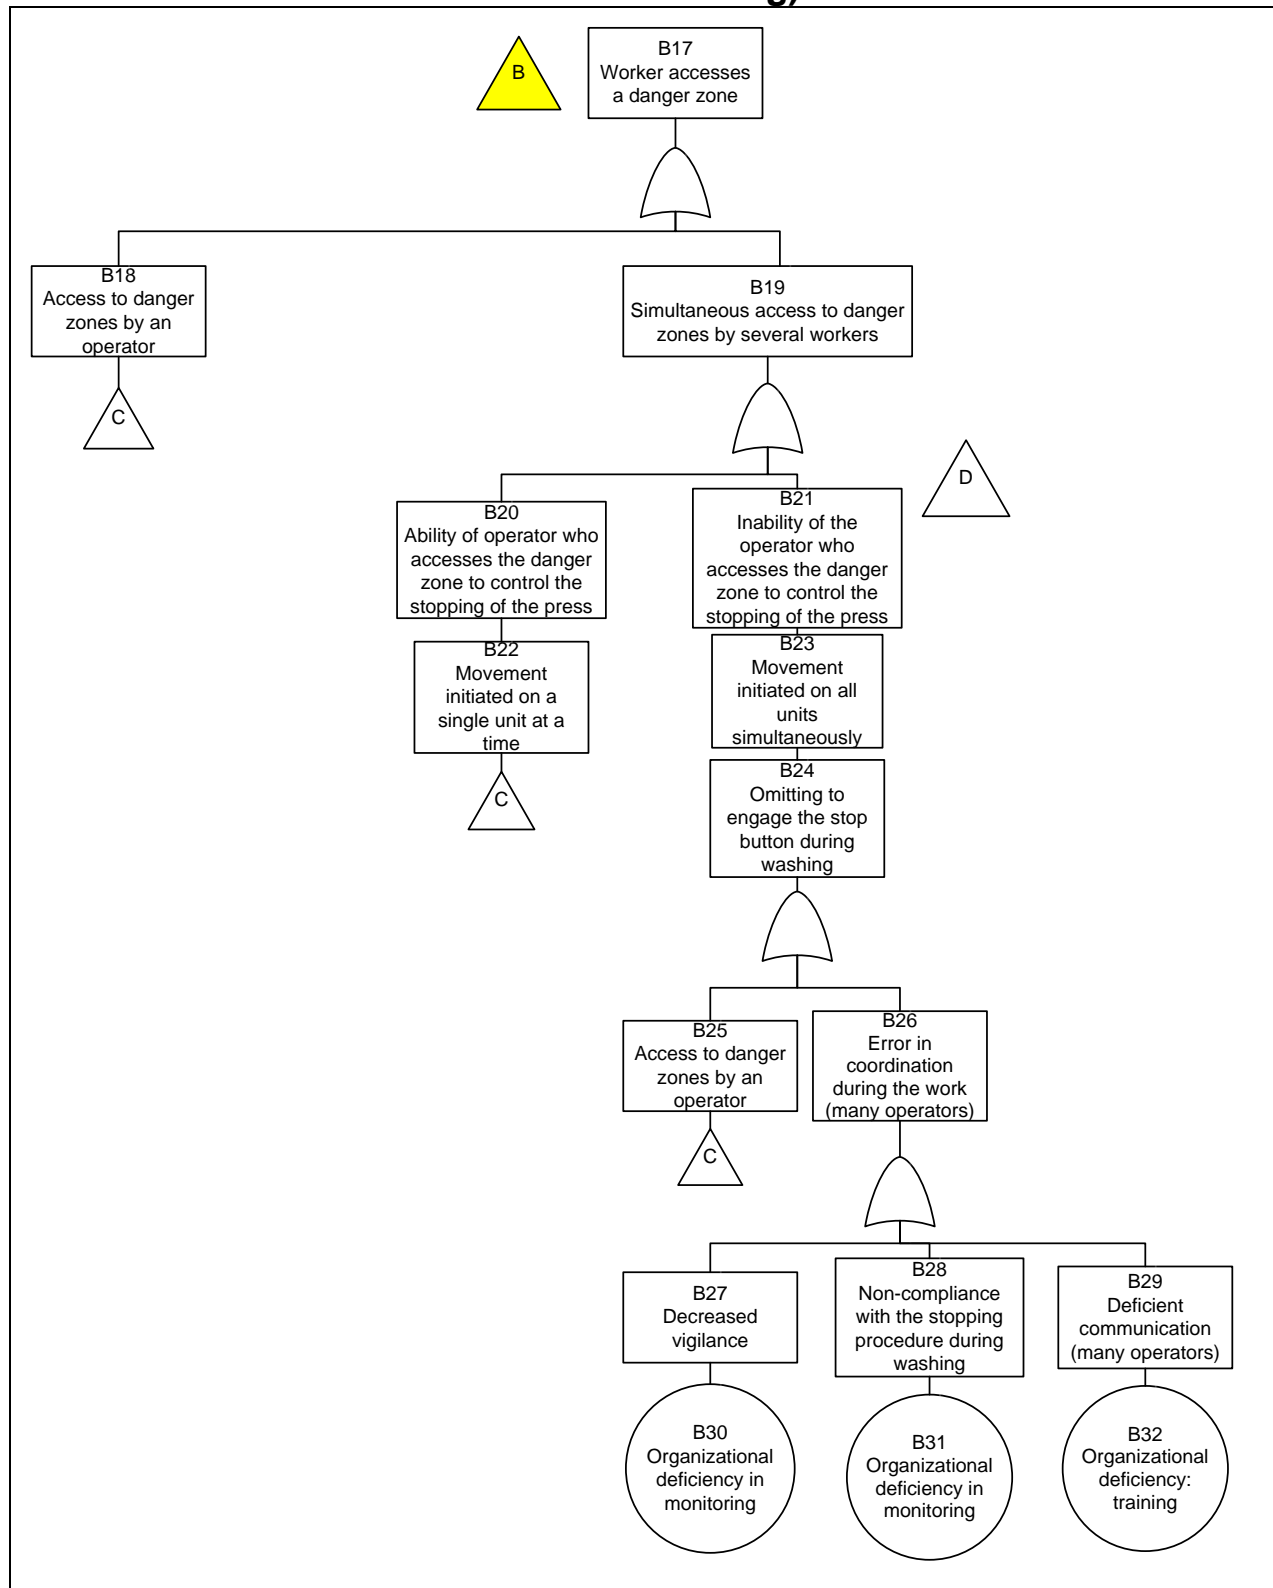 g)
B
B17
Worker accesses
a danger zone
B18
Access to danger
zones by an
operator
C
B19
Simultaneous access to danger
zones by several workers
D
B20
Ability of operator who
accesses the danger
zone to control the
stopping of the press
B21
Inability of the
operator who
accesses the danger
zone to control the
stopping of the press
B22
Movement
initiated on a
single unit at a
time
C
B23
Movement
initiated on all
units
simultaneously
B24
Omitting to
engage the stop
button during
washing
B25
Access to danger
zones by an
operator
C
B26
Error in
coordination
during the work
(many operators)
B27
Decreased
vigilance
B28
Non-compliance
with the stopping
procedure during
washing
B29
Deficient
communication
(many operators)
B30
Organizational
deficiency in
monitoring
B31
Organizational
deficiency in
monitoring
B32
Organizational
deficiency:
training